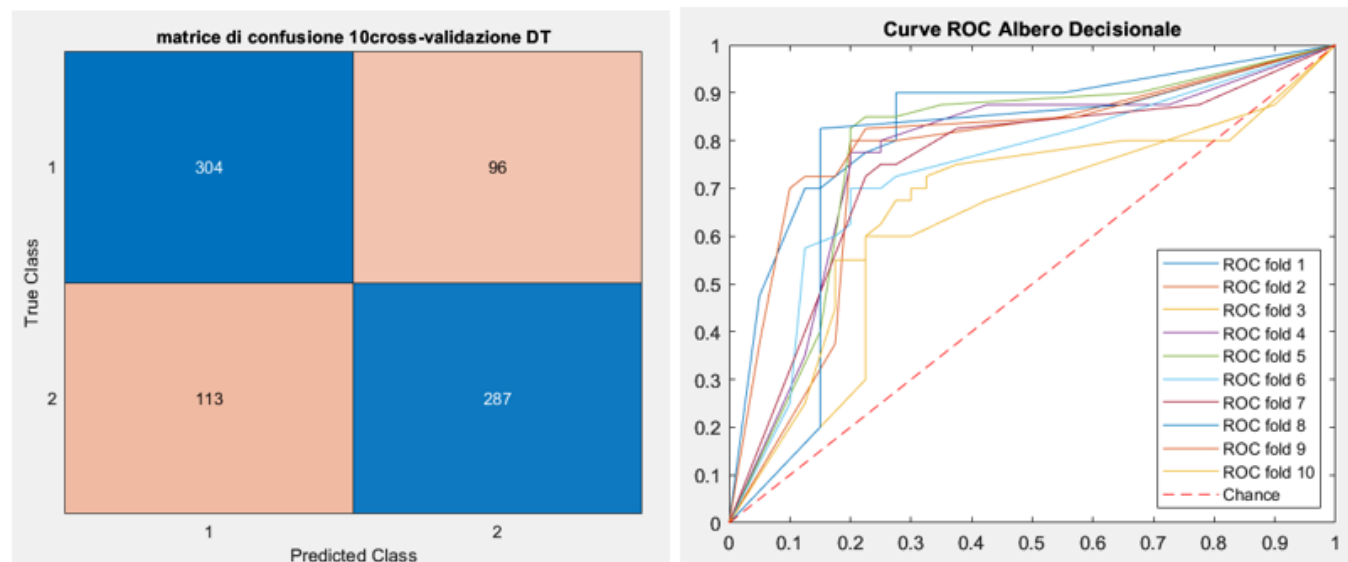 matrice di confusione 10cross-validazione DT
True Class
1
304
96
2
113
287
1
2
Predicted Class
Curve ROC Albero Decisionale
1
0.9
0.8
0.7
0.6
0.5
0.4
0.3
0.2
0.1
0
0
0.1
0.2
0.3
0.4
0.5
0.6
0.7
0.8
0.9
1
ROC fold 1
ROC fold 2
ROC fold 3
ROC fold 4
ROC fold 5
ROC fold 6
ROC fold 7
ROC fold 8
ROC fold 9
ROC fold 10
Chance